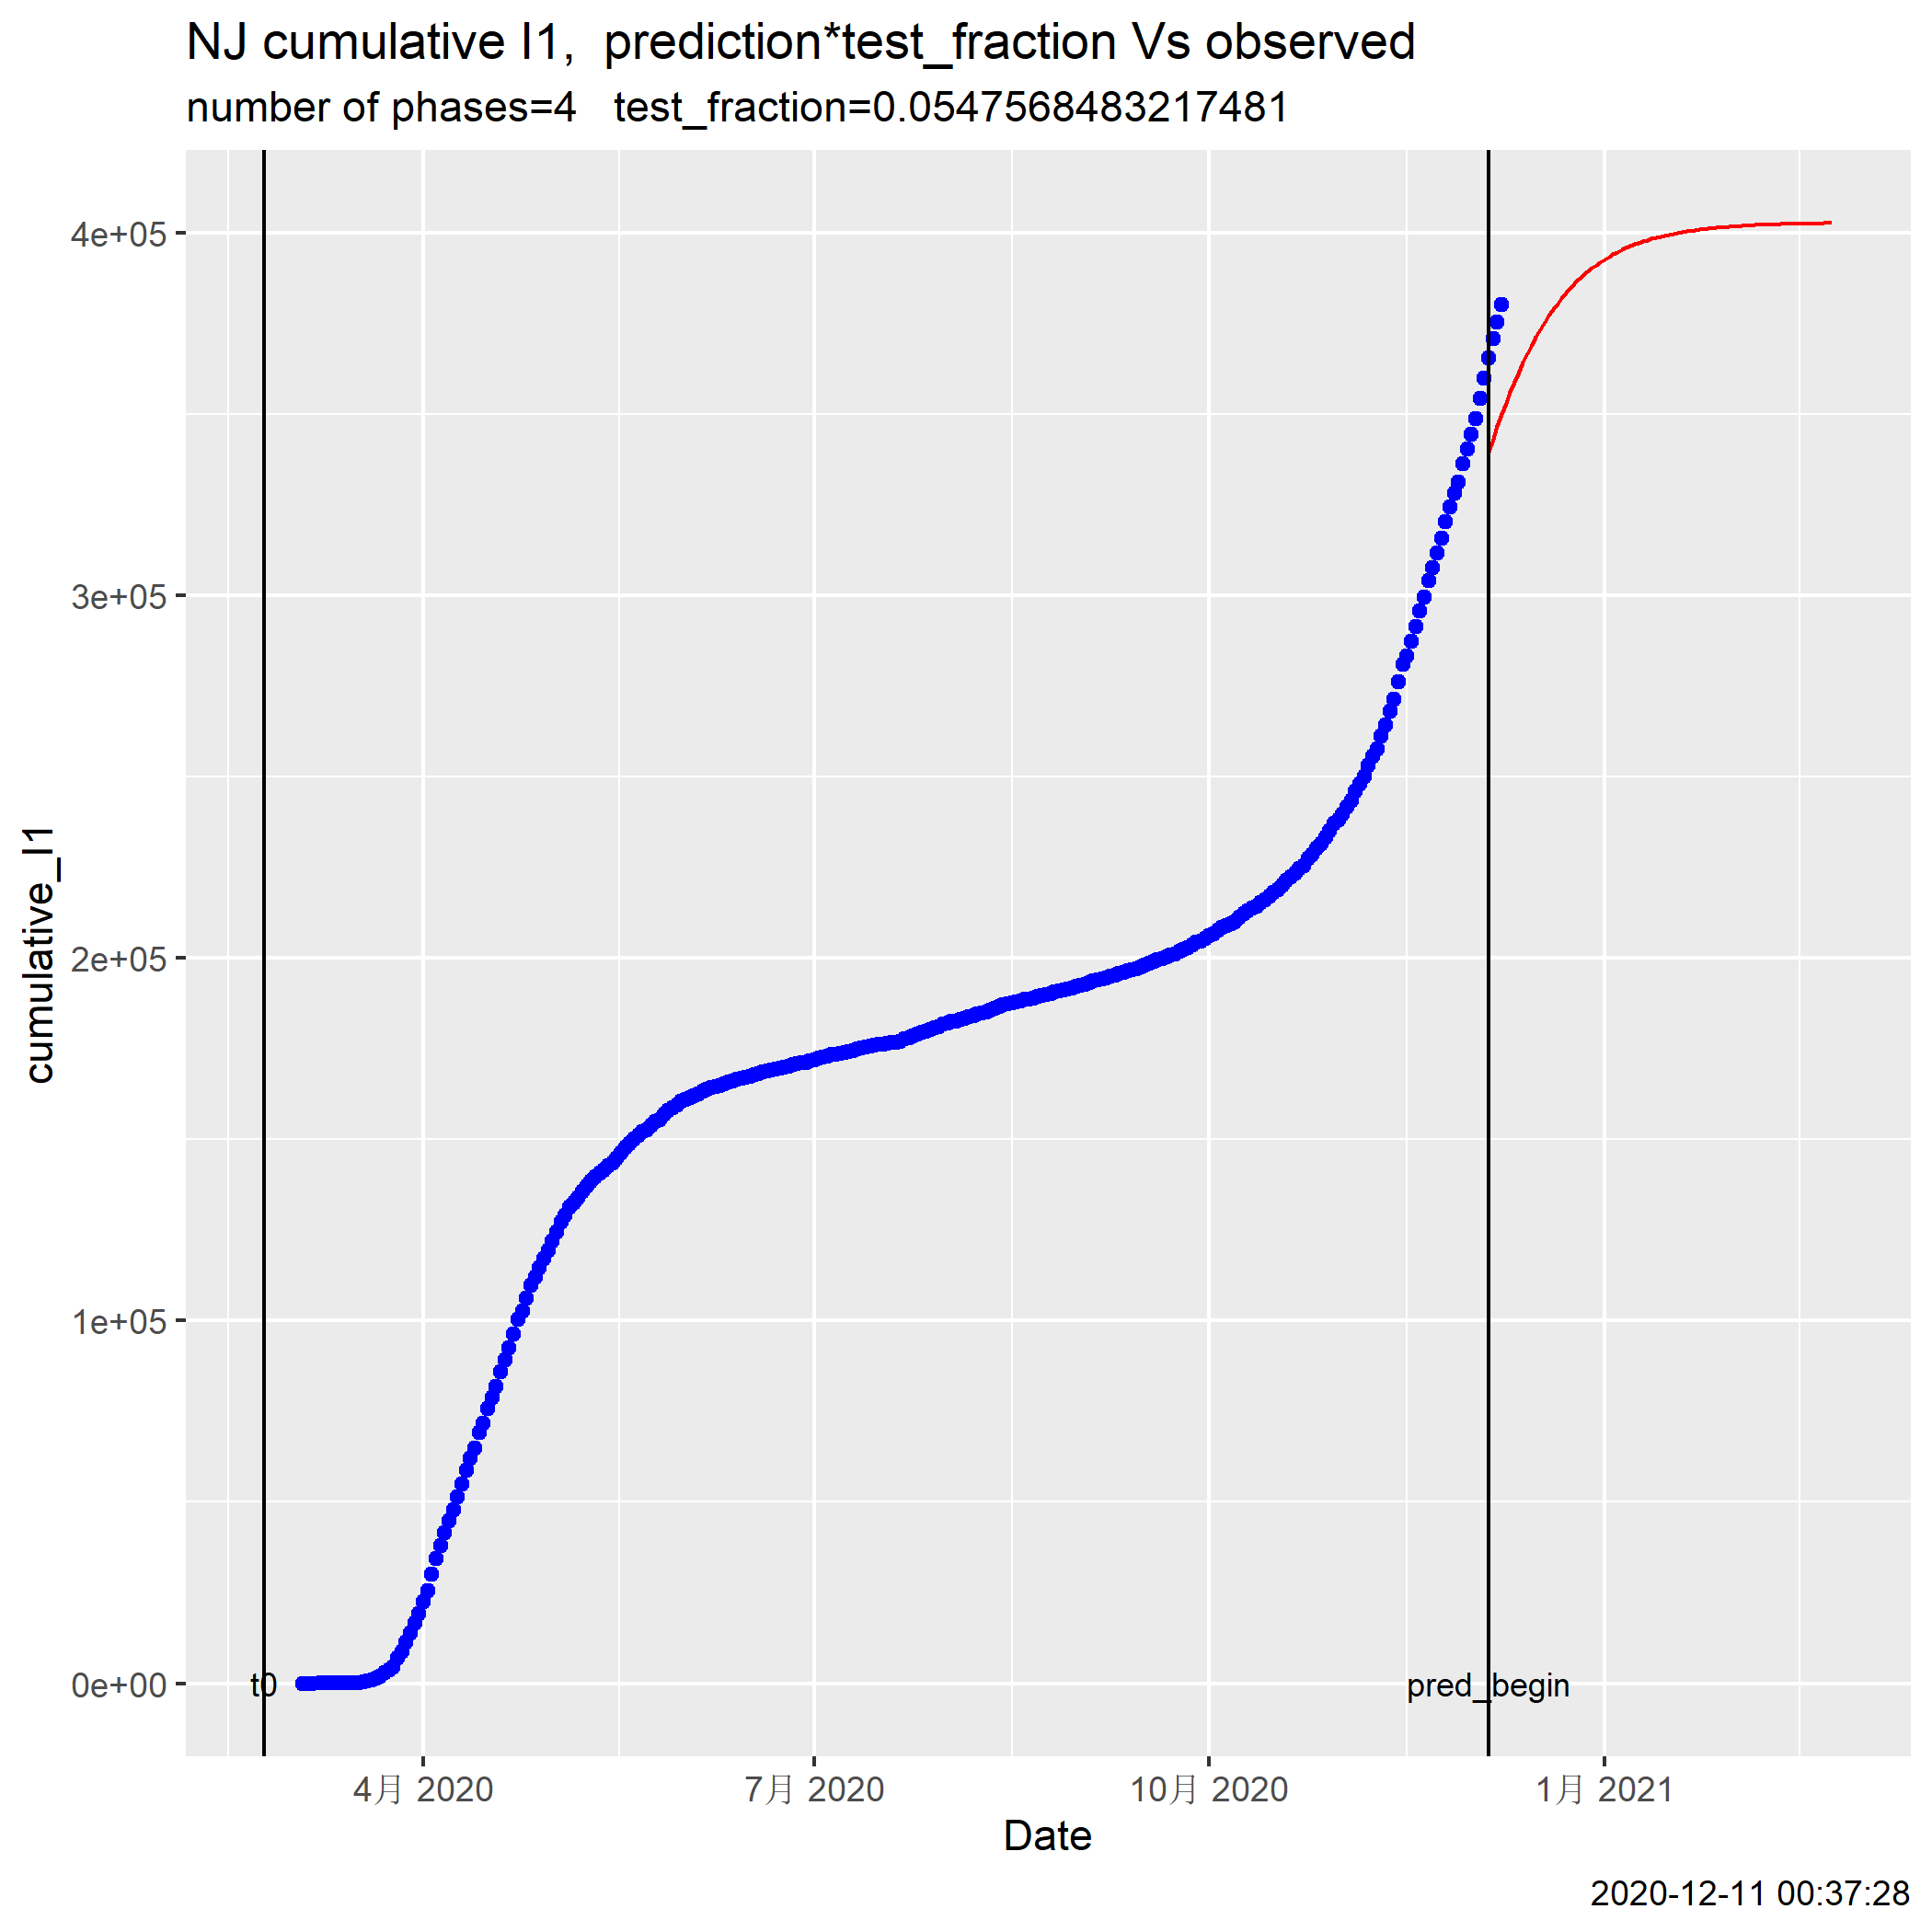 NJ cumulative I1,  prediction*test_fraction Vs observed
number of phases=4   test_fraction=0.0547568483217481
4e+05
3e+05
2e+05
1e+05
0e+00
cumulative_I1
t0
pred_begin
4月 2020
7月 2020
10月 2020
1月 2021
Date
2020-12-11 00:37:28